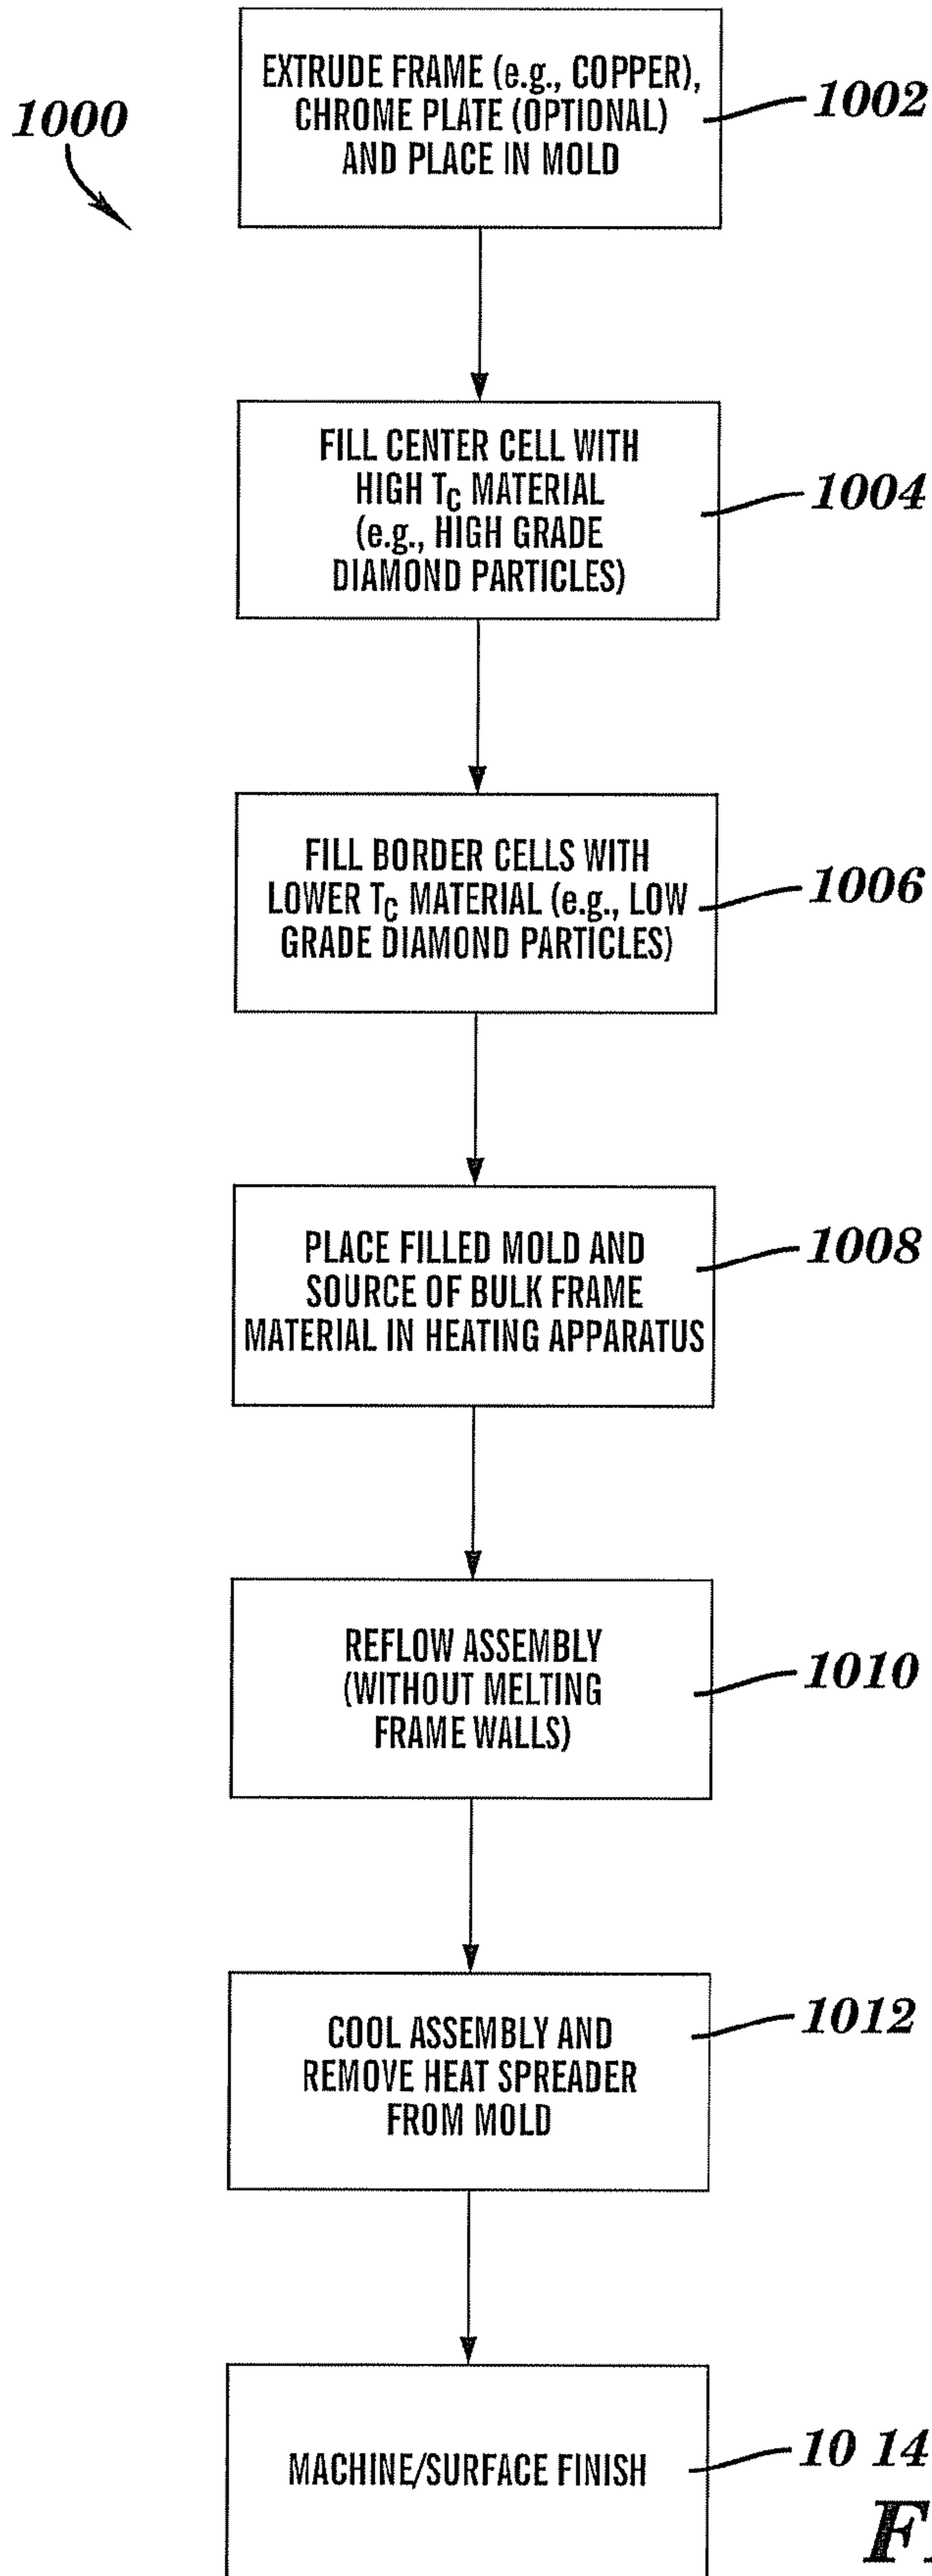 1000
EXTRUDE FRAME (e.g., COPPER),
CHROME PLATE (OPTIONAL)
AND PLACE IN MOLD
1002
FILL CENTER CELL WITH
HIGH TC MATERIAL
(e.g., HIGH GRADE
DIAMOND PARTICLES)
1004
FILL BORDER CELLS WITH
LOWER TC MATERIAL (e.g., LOW
GRADE DIAMOND PARTICLES)
1006
PLACE FILLED MOLD AND
SOURCE OF BULK FRAME
MATERIAL IN HEATING APPARATUS
1008
REFLOW ASSEMBLY
(WITHOUT MELTING
FRAME WALLS)
1010
COOL ASSEMBLY AND
REMOVE HEAT SPREADER
FROM MOLD
1012
MACHINE/SURFACE FINISH
10 14